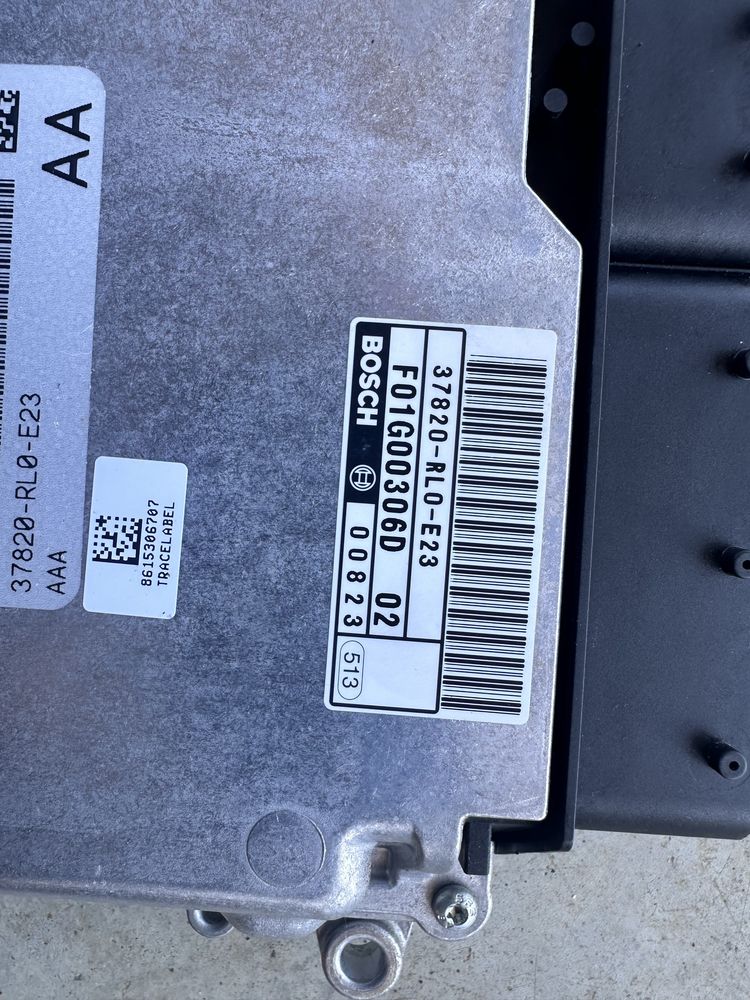 AA
37820-RL0-E23
AAA
8615306707
TRACELABEL
37820-RL0-E23
F01G00306D 02
BOSCH 00823
513